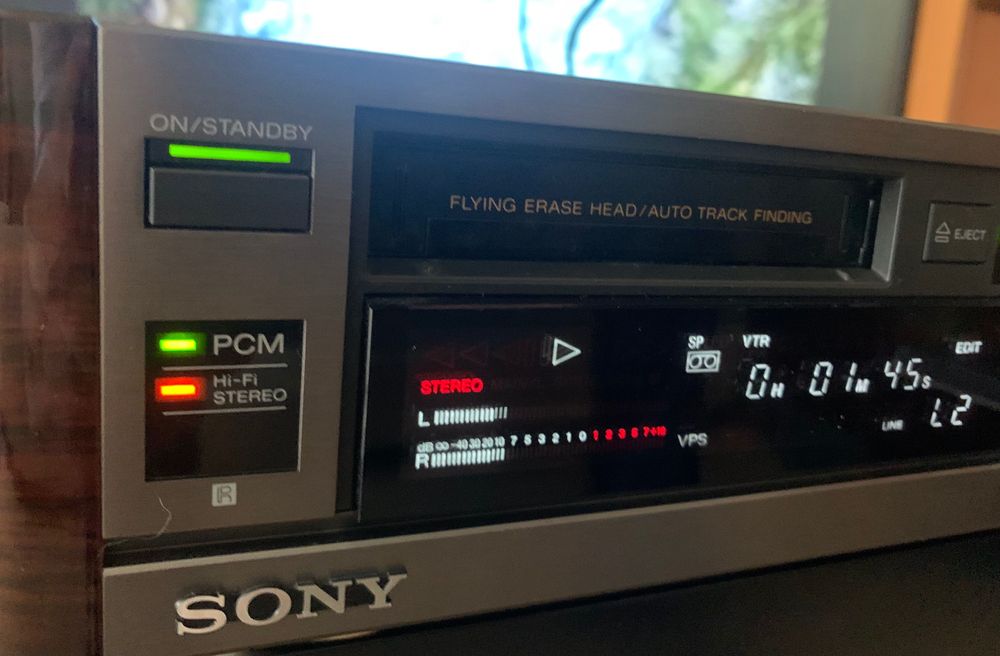 ON/STANDBY
FLYING ERASE HEAD/AUTO TRACK FINDING
EJECT
PCM
Hi-Fi
STEREO
R
SP
VTR
EDIT
0H 01M 45S
STEREO
L
dB ∞ -40 30 20 10 7 5 3 2 1 0 1 2 3 5 7 +10
R
VPS
LINE L2
SONY